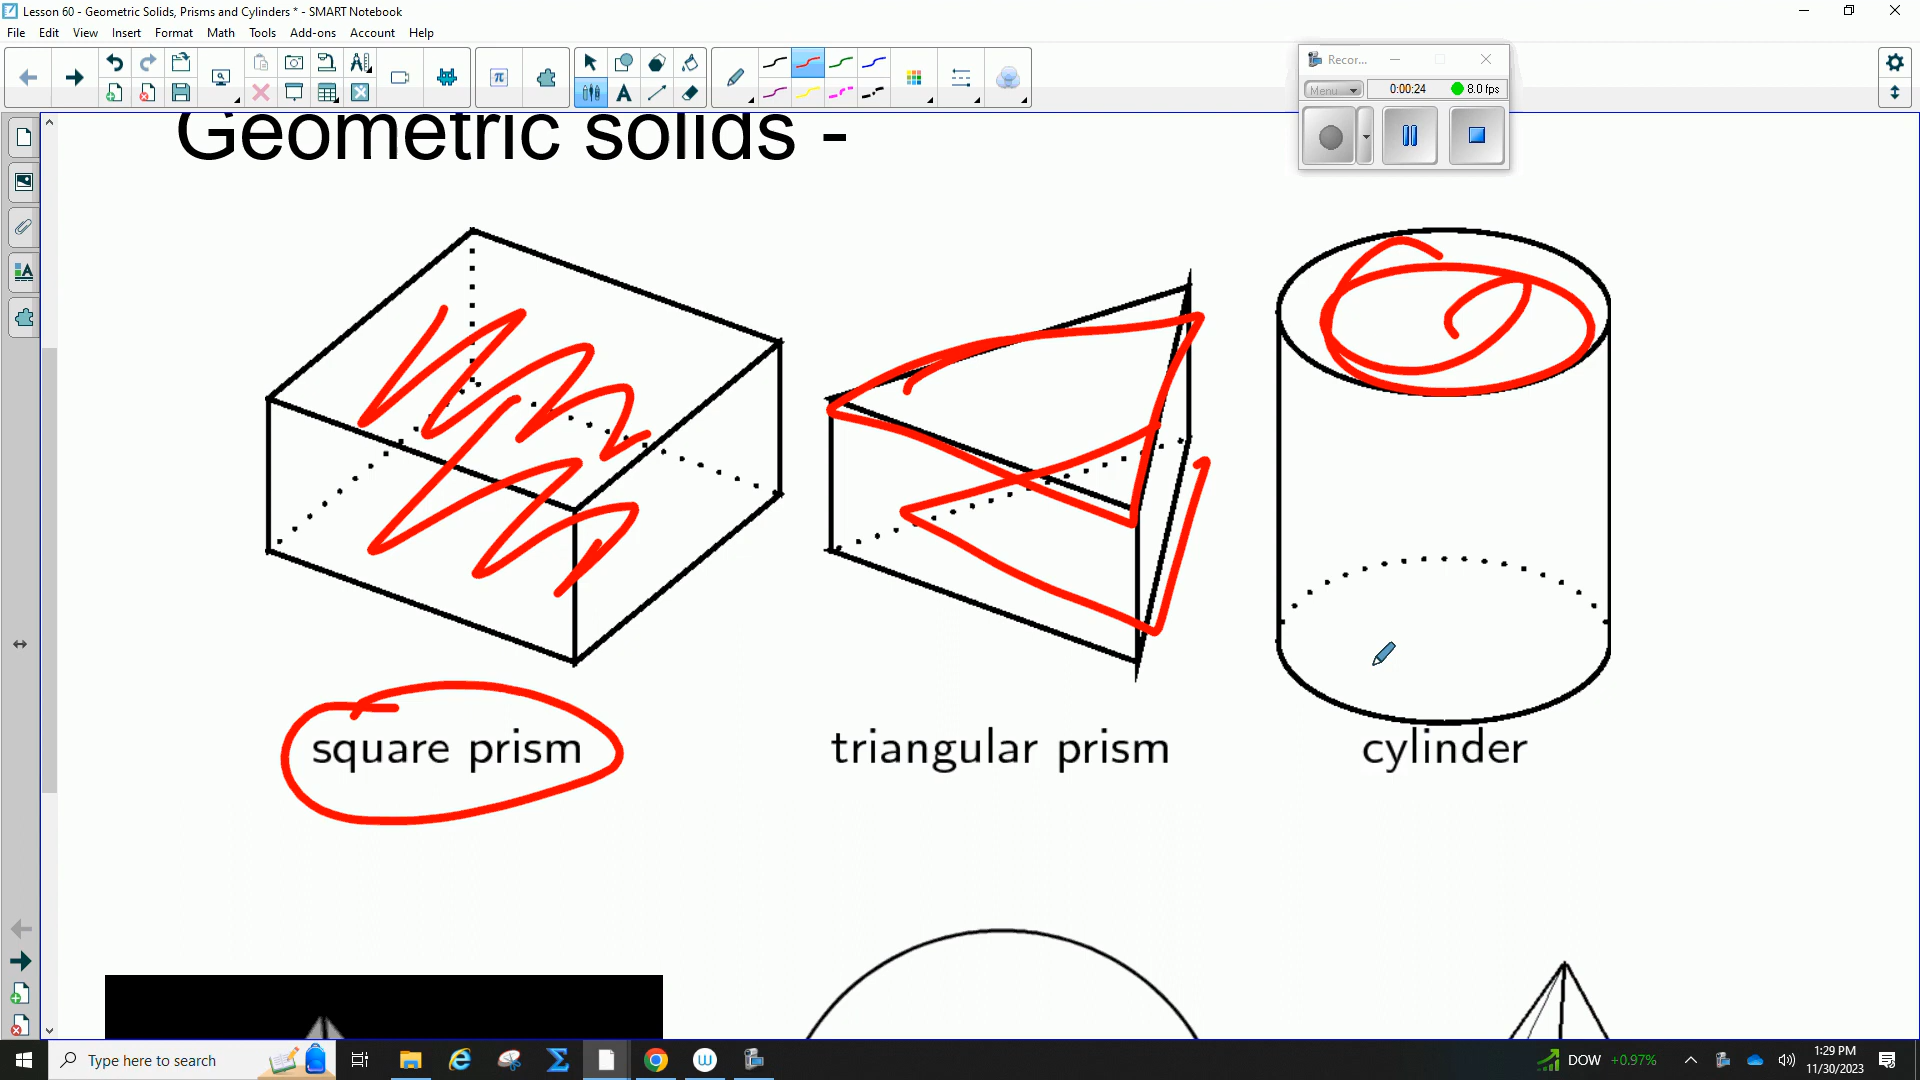 Lesson 60 - Geometric Solids, Prisms and Cylinders * - SMART Notebook
File Edit View Insert Format Math Tools Add-ons Account Help
Recor...
Menu 0:00:24 8.0 fps
Geometric solids -
square prism triangular prism cylinder
Type here to search
DOW +0.97%
1:29 PM
11/30/2023